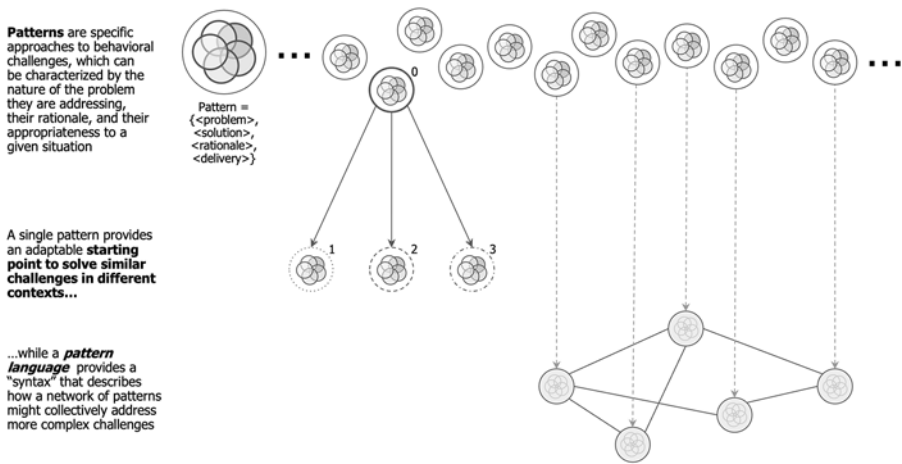 Patterns are specific
approaches to behavioral
challenges, which can
be characterized by the
nature of the problem
they are addressing,
their rationale, and their
appropriateness to a
given situation
Pattern =
{<problem>,
<solution>,
<rationale>,
<delivery>}
...
0
...
A single pattern provides
an adaptable starting
point to solve similar
challenges in different
contexts...
1
2
3
...while a pattern
language provides a
“syntax” that describes
how a network of patterns
might collectively address
more complex challenges